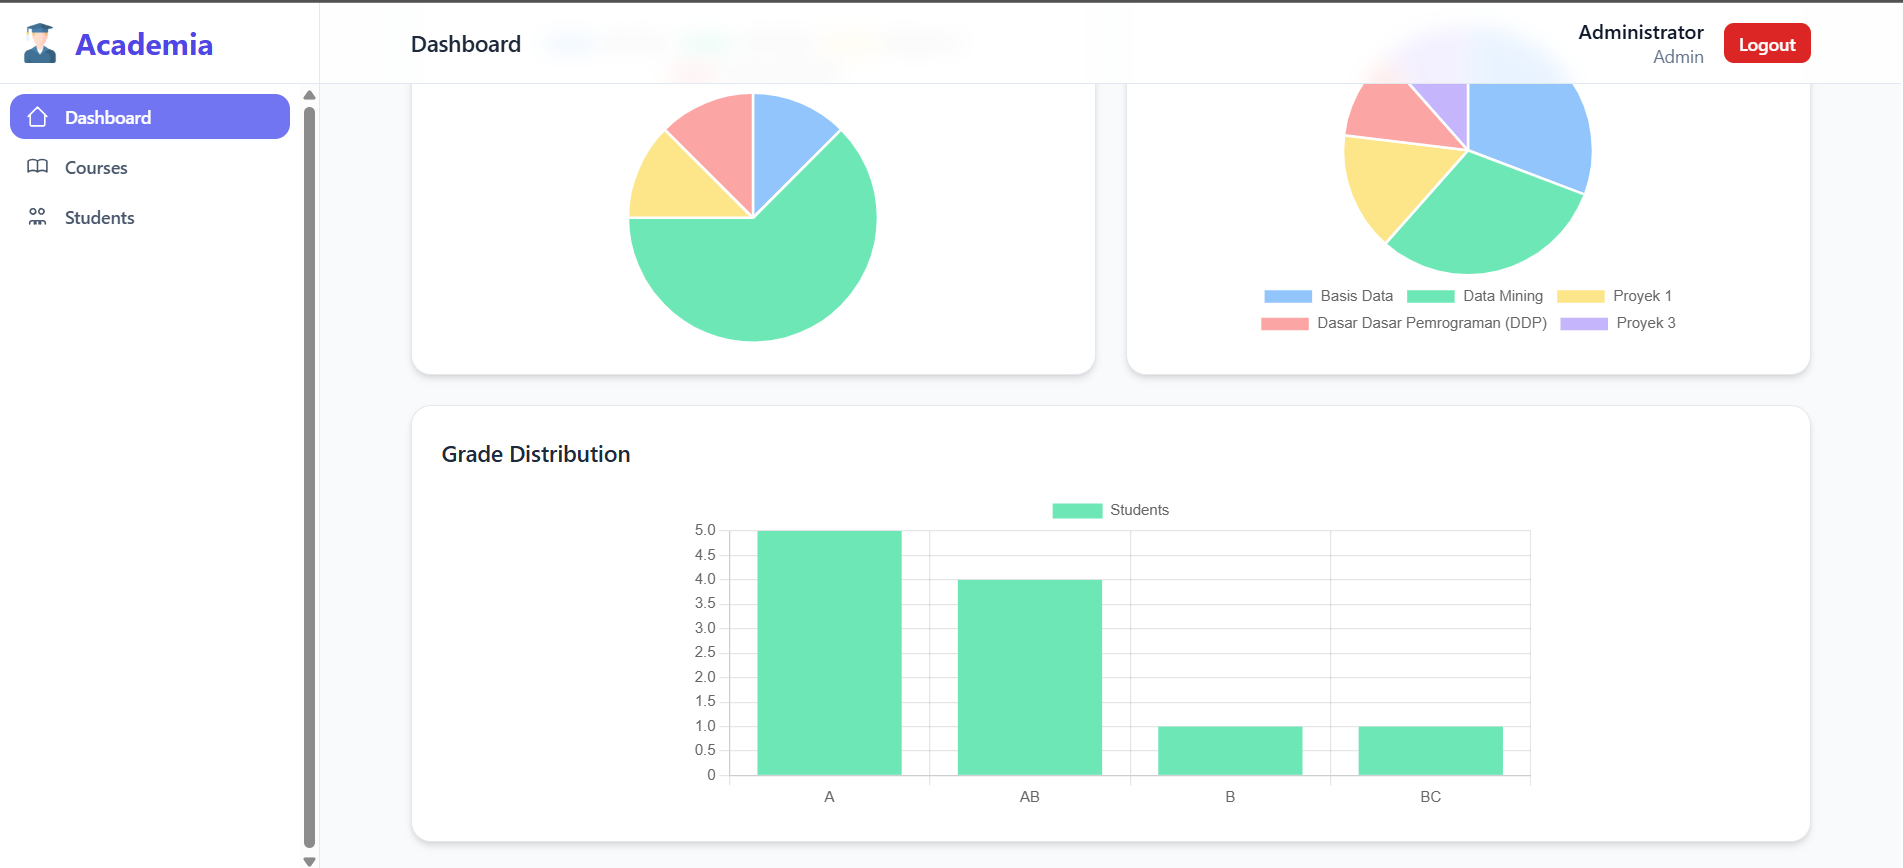 Academia
Dashboard
Courses
Students
Dashboard
Administrator
Admin
Logout
Basis Data Data Mining Proyek 1
Dasar Dasar Pemrograman (DDP) Proyek 3
Grade Distribution
Students
5.0
4.5
4.0
3.5
3.0
2.5
2.0
1.5
1.0
0.5
0
A AB B BC